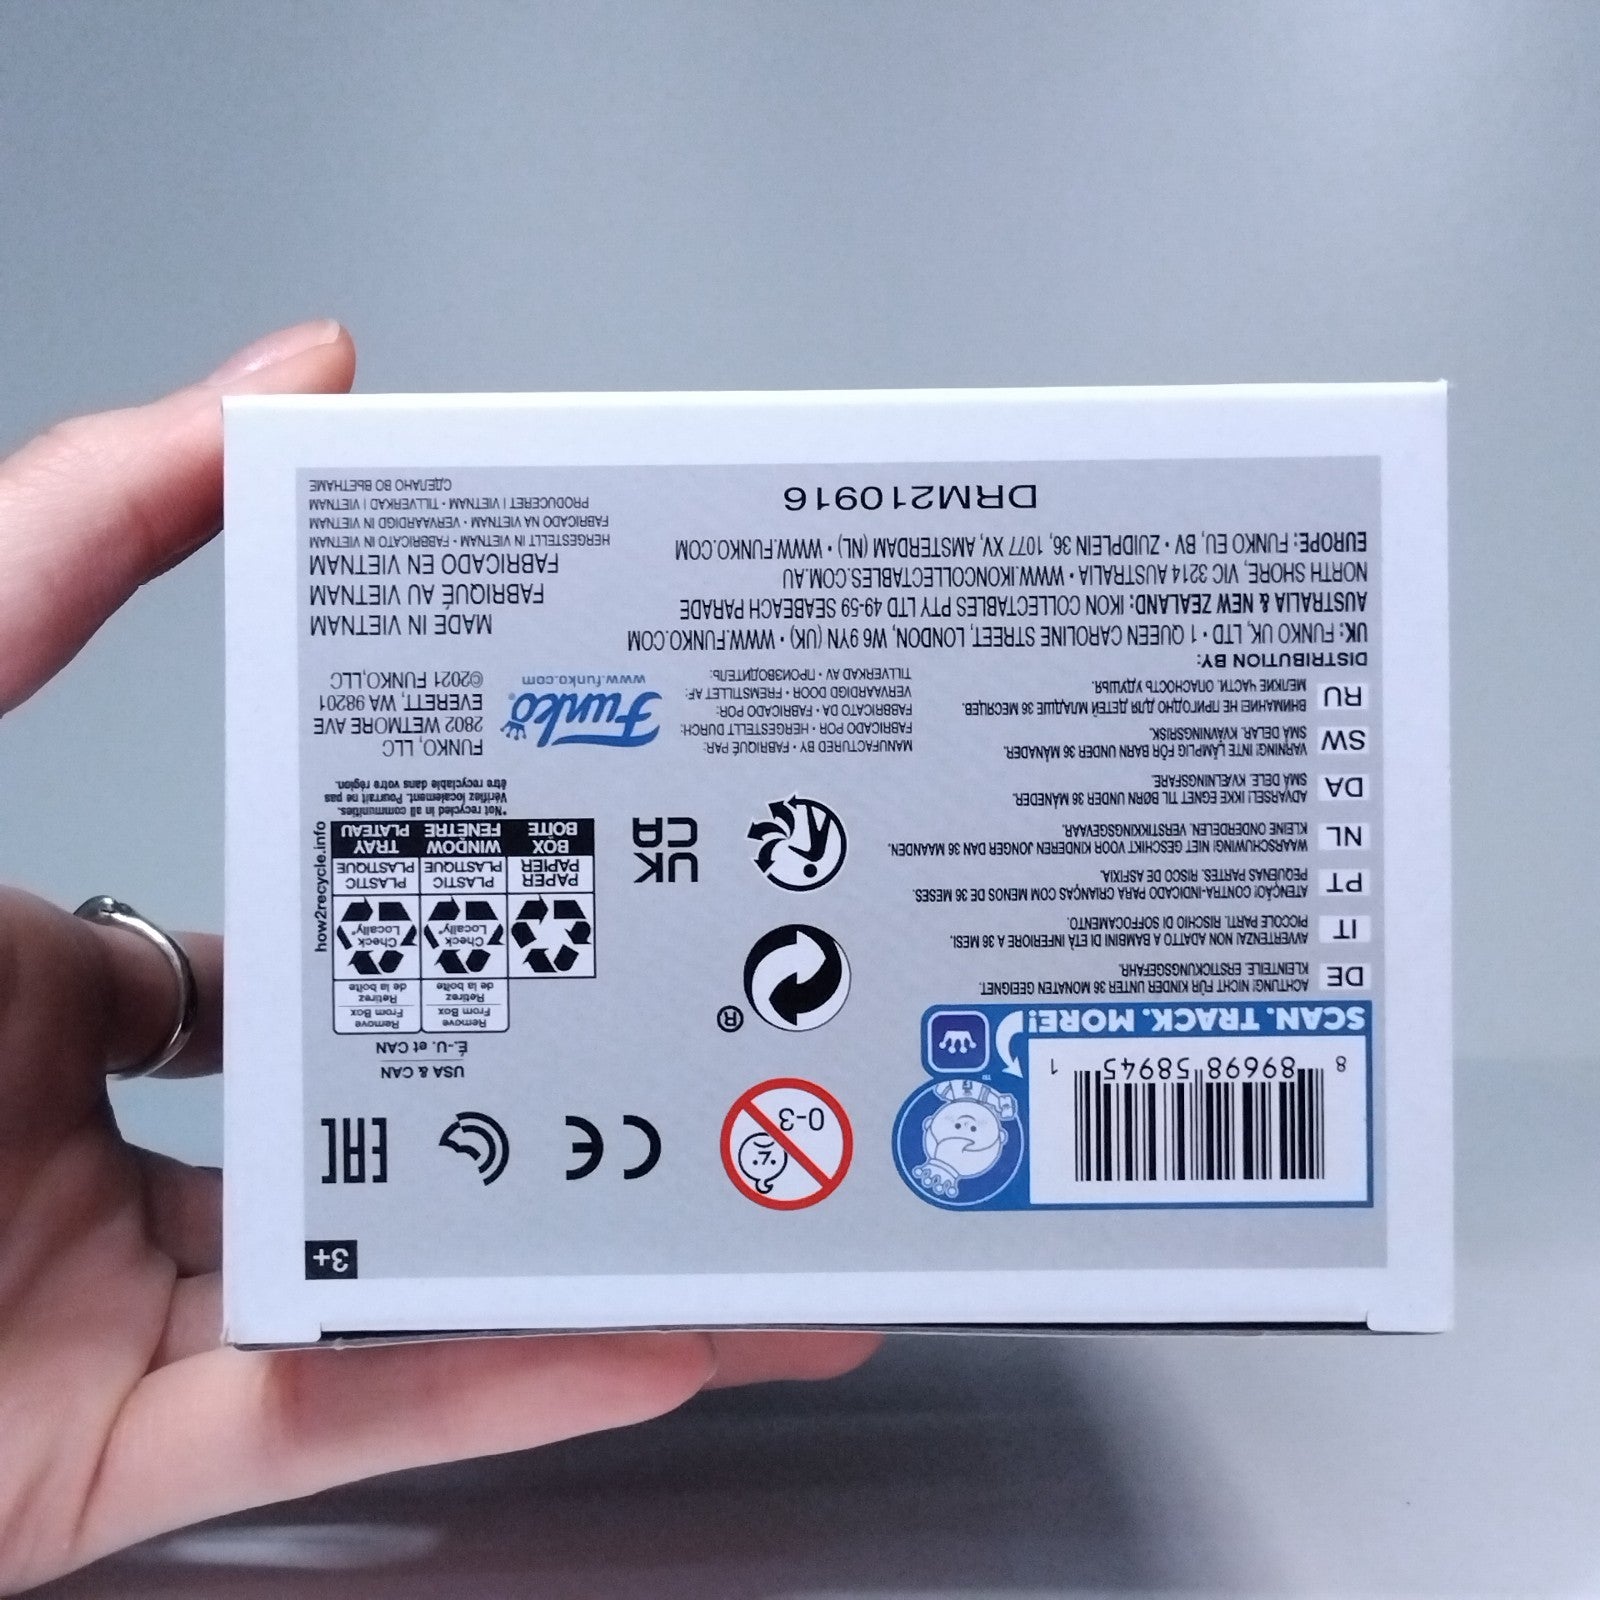 3+
8 89698 58945 1
SCAN. TRACK. MORE!
™
0-3
CE
EAC
USA & CAN
É.-U. et CAN
Remove
From Box
Retirez
de la boîte
Remove
From Box
Retirez
de la boîte
Check
Locally*
Check
Locally*
PAPER
PAPIER
PLASTIC
PLASTIQUE
PLASTIC
PLASTIQUE
BOX
BOÎTE
WINDOW
FENÊTRE
TRAY
PLATEAU
how2recycle.info
*Not recycled in all communities.
Vérifiez localement. Pourrait ne pas
être recyclable dans votre région.
®
UK
CA
DE
ACHTUNG! NICHT FÜR KINDER UNTER 36 MONATEN GEEIGNET.
KLEINTEILE. ERSTICKUNGSGEFAHR.
IT
AVVERTENZA! NON ADATTO A BAMBINI DI ETÀ INFERIORE A 36 MESI.
PICCOLE PARTI. RISCHIO DI SOFFOCAMENTO.
PT
ATENÇÃO! CONTRA-INDICADO PARA CRIANÇAS COM MENOS DE 36 MESES.
PEQUENAS PARTES. RISCO DE ASFIXIA.
NL
WAARSCHUWING! NIET GESCHIKT VOOR KINDEREN JONGER DAN 36 MAANDEN.
KLEINE ONDERDELEN. VERSTIKKINGSGEVAAR.
DA
ADVARSEL! IKKE EGNET TIL BØRN UNDER 36 MÅNEDER.
SMÅ DELE. KVÆLNINGSFARE.
SW
VARNING! INTE LÄMPLIG FÖR BARN UNDER 36 MÅNADER.
SMÅ DELAR. KVÄVNINGSRISK.
RU
ВНИМАНИЕ! НЕ ПРИГОДНО ДЛЯ ДЕТЕЙ МЛАДШЕ 36 МЕСЯЦЕВ.
МЕЛКИЕ ЧАСТИ. ОПАСНОСТЬ УДУШЬЯ.
MANUFACTURED BY • FABRIQUÉ PAR:
FABRICADO POR • HERGESTELLT DURCH:
FABBRICATO DA • FABRICADO POR:
VERVAARDIGD DOOR • FREMSTILLET AF:
TILLVERKAD AV • ПРОИЗВОДИТЕЛЬ:
Funko®
www.funko.com
FUNKO, LLC
2802 WETMORE AVE
EVERETT, WA 98201
©2021 FUNKO,LLC
DISTRIBUTION BY:
UK: FUNKO UK, LTD • 1 QUEEN CAROLINE STREET, LONDON, W6 9YN (UK) • WWW.FUNKO.COM
AUSTRALIA & NEW ZEALAND: IKON COLLECTABLES PTY LTD 49-59 SEABEACH PARADE
NORTH SHORE, VIC 3214 AUSTRALIA • WWW.IKONCOLLECTABLES.COM.AU
EUROPE: FUNKO EU, BV • ZUIDPLEIN 36, 1077 XV, AMSTERDAM (NL) • WWW.FUNKO.COM
DRM210916
MADE IN VIETNAM
FABRIQUÉ AU VIETNAM
FABRICADO EN VIETNAM
HERGESTELLT IN VIETNAM • FABBRICATO IN VIETNAM
FABRICADO NA VIETNAM • VERVAARDIGD IN VIETNAM
PRODUCERET I VIETNAM • TILLVERKAD I VIETNAM
СДЕЛАНО ВО ВЬЕТНАМЕ